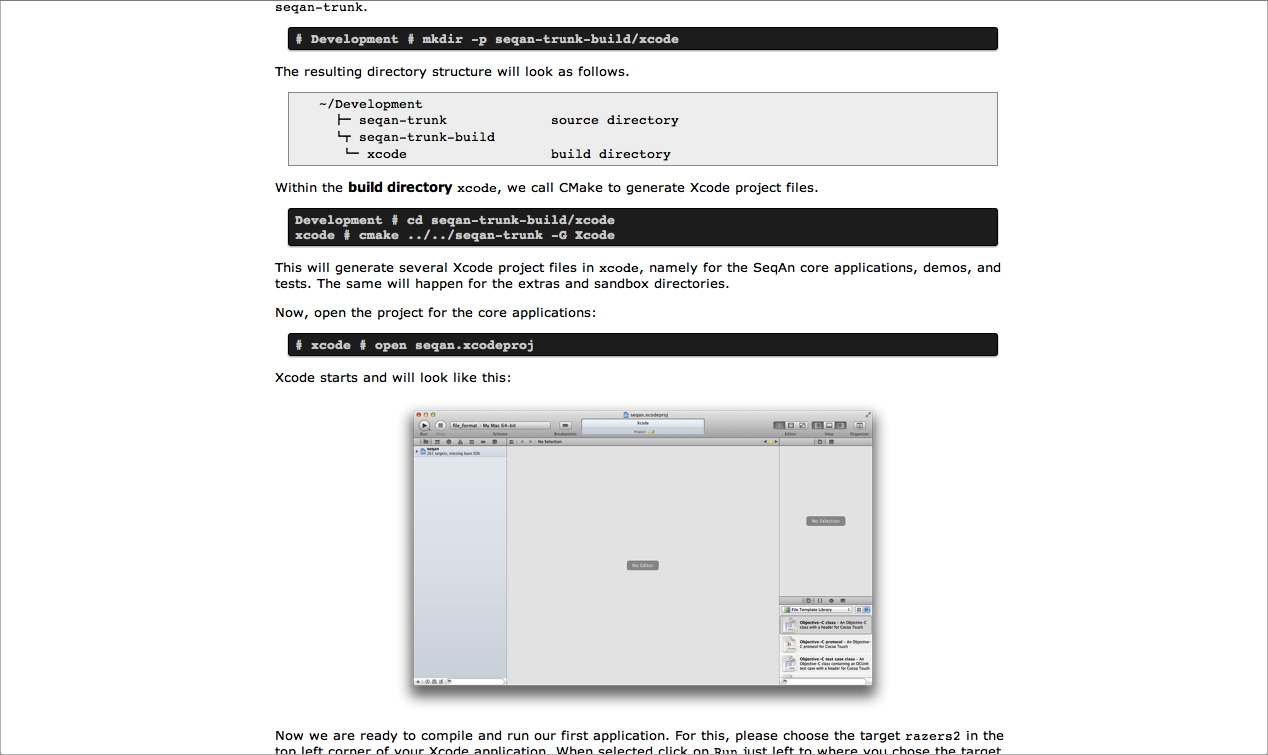 seqan-trunk.
# Development # mkdir -p seqan-trunk-build/xcode
The resulting directory structure will look as follows.
~/Development
├─ seqan-trunk source directory
└┬ seqan-trunk-build
└─ xcode build directory
Within the build directory xcode, we call CMake to generate Xcode project files.
Development # cd seqan-trunk-build/xcode
xcode # cmake ../../seqan-trunk -G Xcode
This will generate several Xcode project files in xcode, namely for the SeqAn core applications, demos, and
tests. The same will happen for the extras and sandbox directories.
Now, open the project for the core applications:
# xcode # open seqan.xcodeproj
Xcode starts and will look like this:
seqan.xcodeproj
file_format My Mac 64-bit
Xcode
Project
Run
Scheme
Breakpoints
Editor
View
Organizer
No Selection
seqan
202 targets, missing base SDK
No Selection
No Editor
File Template Library
Objective-C class - An Objective-C
class with a header for Cocoa Touch
Objective-C protocol - An Objective-
C protocol for Cocoa Touch
Objective-C test case class - An
Objective-C class containing an OCUnit
test case with a header for Cocoa Touch
Now we are ready to compile and run our first application. For this, please choose the target razers2 in the
top left corner of your Xcode application. When selected click on Run just left to where you chose the target